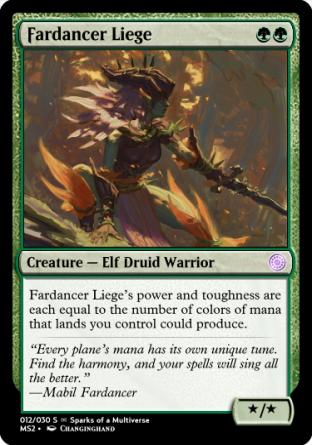 Fardancer Liege
Creature — Elf Druid Warrior
Fardancer Liege's power and toughness are
each equal to the number of colors of mana
that lands you control could produce.
“Every plane's mana has its own unique tune.
Find the harmony, and your spells will sing all
the better.”
—Mabil Fardancer
★/★
012/030 S ∞ Sparks of a Multiverse
MS2 • Changinghand